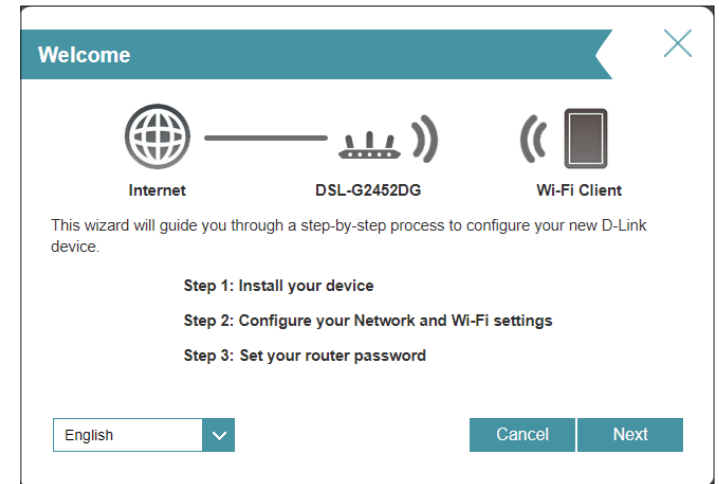 Welcome
Internet
DSL-G2452DG
Wi-Fi Client
This wizard will guide you through a step-by-step process to configure your new D-Link
device.
Step 1: Install your device
Step 2: Configure your Network and Wi-Fi settings
Step 3: Set your router password
English
Cancel
Next